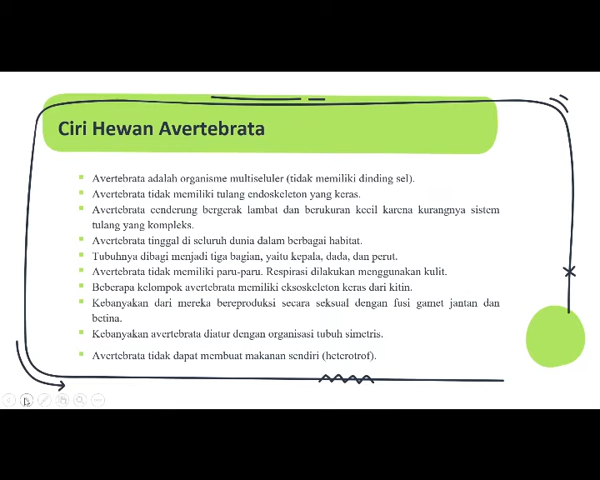 Ciri Hewan Avertebrata
Avertebrata adalah organisme multiseluler (tidak memiliki dinding sel).
Avertebrata tidak memiliki tulang endoskeleton yang keras.
Avertebrata cenderung bergerak lambat dan berukuran kecil karena kurangnya sistem
tulang yang kompleks.
Avertebrata tinggal di seluruh dunia dalam berbagai habitat.
Tubuhnya dibagi menjadi tiga bagian, yaitu kepala, dada, dan perut.
Avertebrata tidak memiliki paru-paru. Respirasi dilakukan menggunakan kulit.
Beberapa kelompok avertebrata memiliki eksoskeleton keras dari kitin.
Kebanyakan dari mereka bereproduksi secara seksual dengan fusi gamet jantan dan
betina.
Kebanyakan avertebrata diatur dengan organisasi tubuh simetris.
Avertebrata tidak dapat membuat makanan sendiri (heterotrof).